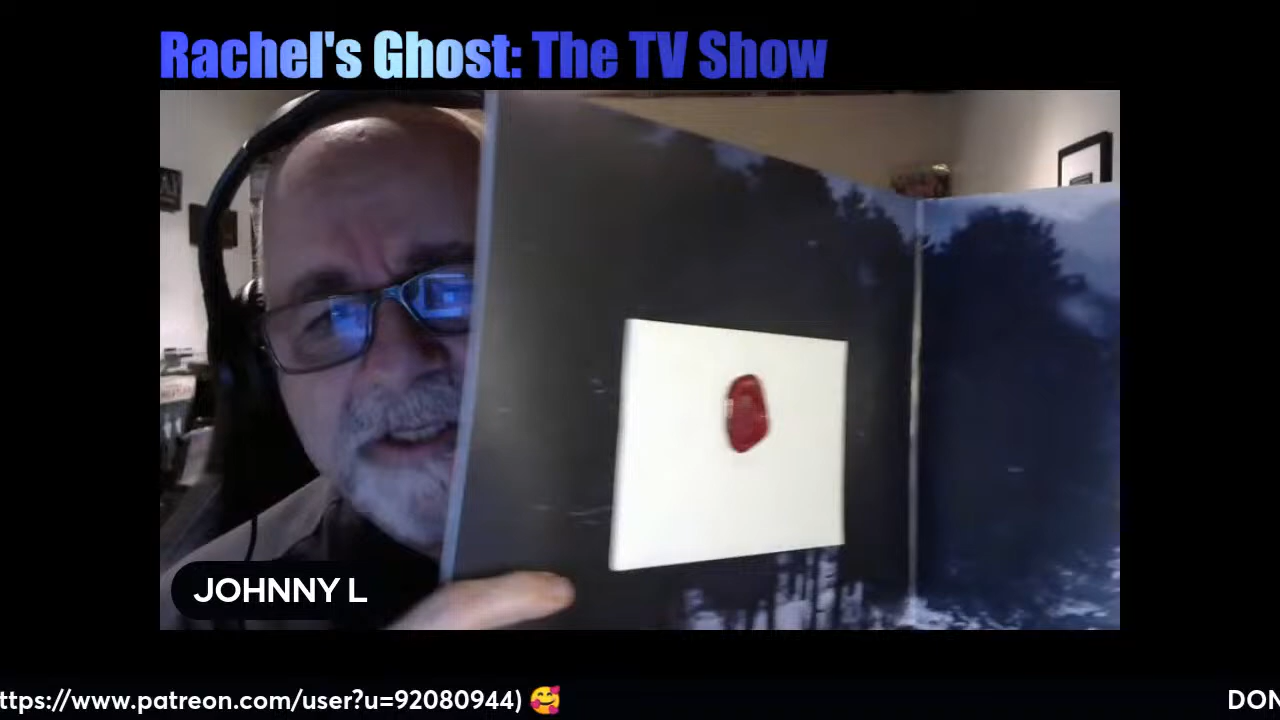 Rachel's Ghost: The TV Show
JOHNNY L
ttps://www.patreon.com/user?u=92080944) 🥰
DON